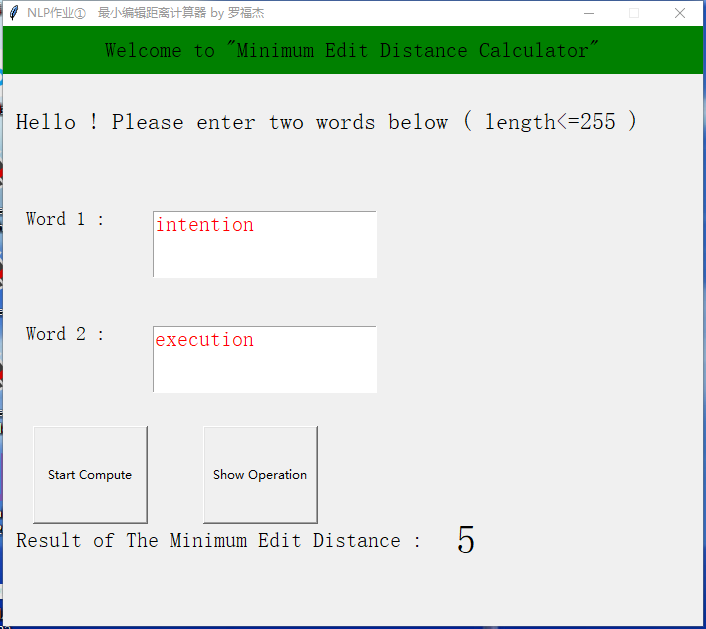 NLP作业① 最小编辑距离计算器 by 罗福杰
Welcome to "Minimum Edit Distance Calculator"
Hello ! Please enter two words below ( length<=255 )
Word 1 :
intention
Word 2 :
execution
Start Compute
Show Operation
Result of The Minimum Edit Distance : 5